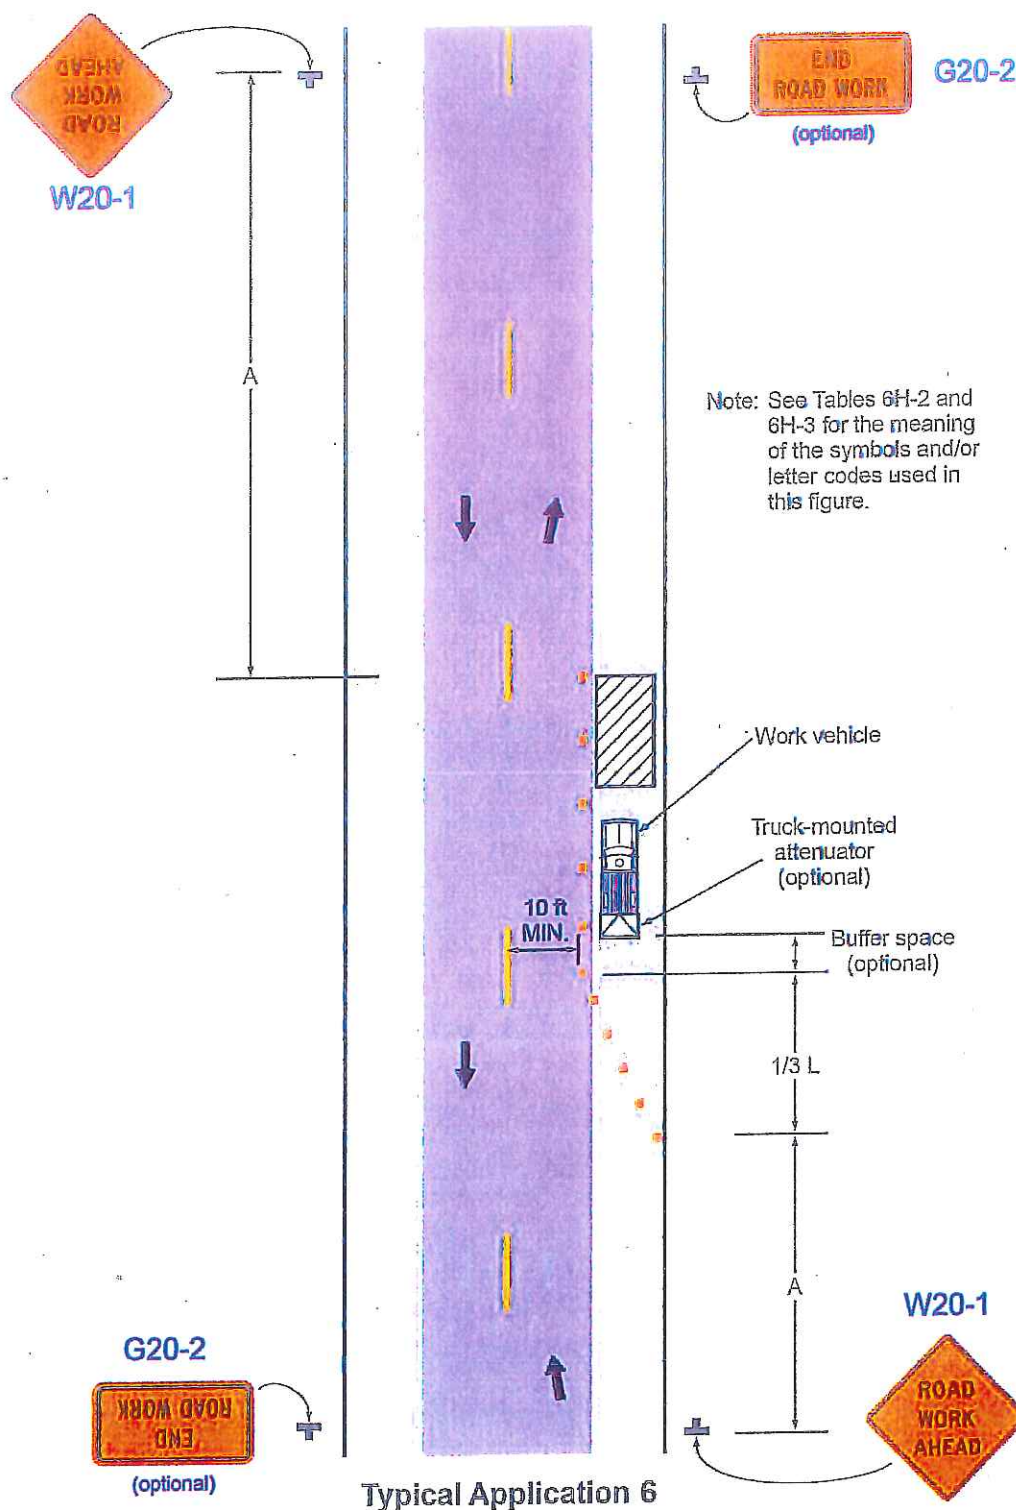 ROAD
WORK
AHEAD
W20-1
END
ROAD WORK
(optional)
G20-2
A
Note: See Tables 6H-2 and
6H-3 for the meaning
of the symbols and/or
letter codes used in
this figure.
Work vehicle
Truck-mounted
attenuator
(optional)
10 ft
MIN.
Buffer space
(optional)
1/3 L
A
W20-1
ROAD
WORK
AHEAD
G20-2
END
ROAD WORK
(optional)
Typical Application 6